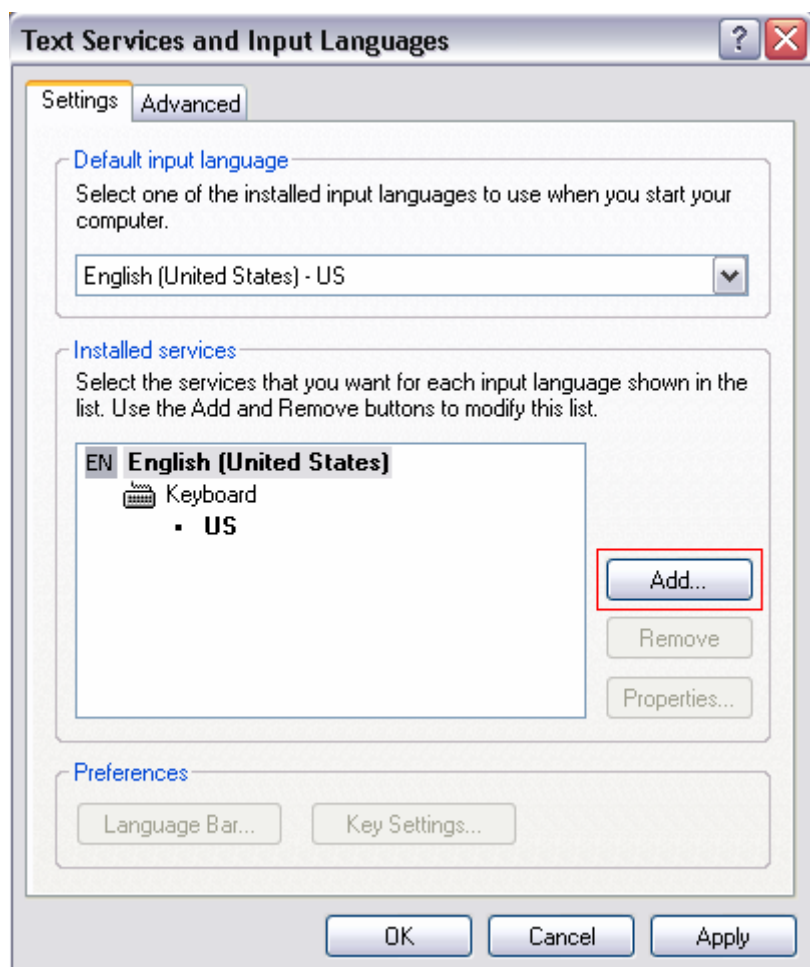 Text Services and Input Languages
?
Settings
Advanced
Default input language
Select one of the installed input languages to use when you start your
computer.
English (United States) - US
Installed services
Select the services that you want for each input language shown in the
list. Use the Add and Remove buttons to modify this list.
EN English (United States)
Keyboard
• US
Add...
Remove
Properties...
Preferences
Language Bar...
Key Settings...
OK
Cancel
Apply